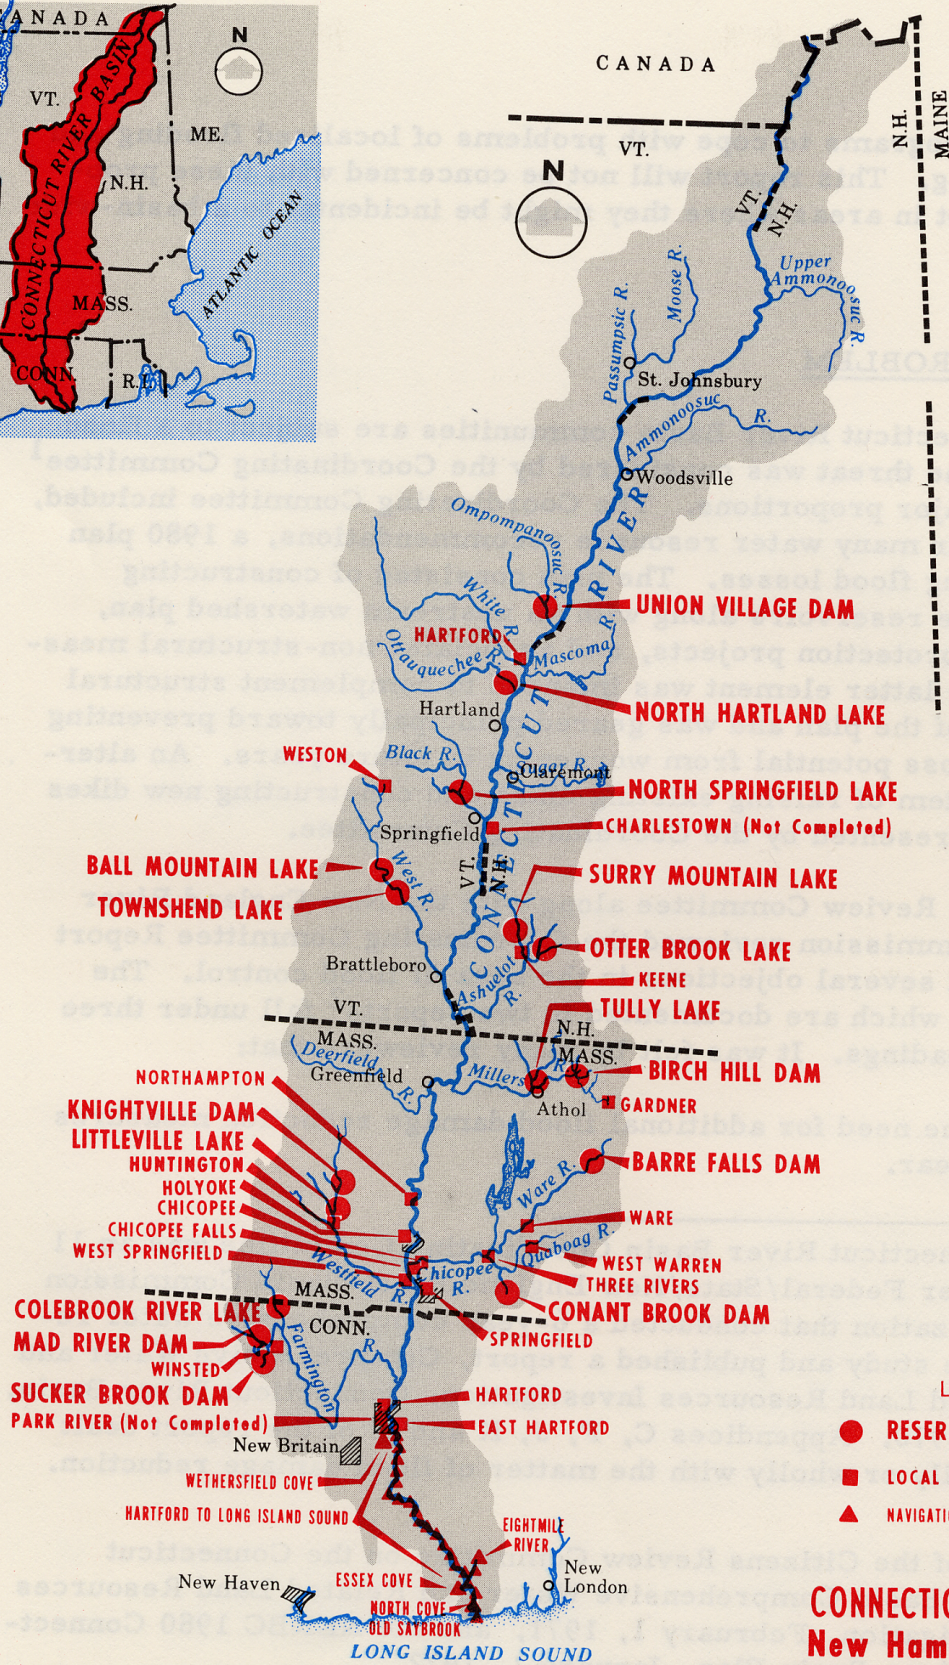 CANADA
N
VT.
ME.
N.H.
CONNECTICUT RIVER BASIN
ATLANTIC OCEAN
MASS.
CONN.
R.I.
CANADA
VT.
N
N.H.
MAINE
VT.
N.H.
Upper
Ammonoosuc R.
Moose R.
Passumpsic R.
St. Johnsbury
Ammonoosuc R.
Woodsville
CONNECTICUT RIVER
Ompompanoosuc R.
UNION VILLAGE DAM
White R.
HARTFORD
Ottauquechee R.
Mascoma R.
NORTH HARTLAND LAKE
Hartland
WESTON
Black R.
Sugar R.
Claremont
NORTH SPRINGFIELD LAKE
Springfield
CHARLESTOWN (Not Completed)
VT.
N.H.
BALL MOUNTAIN LAKE
West R.
SURRY MOUNTAIN LAKE
TOWNSHEND LAKE
OTTER BROOK LAKE
Brattleboro
Ashuelot R.
KEENE
TULLY LAKE
VT.
MASS.
N.H.
MASS.
Deerfield R.
Greenfield
Millers R.
BIRCH HILL DAM
Athol
GARDNER
NORTHAMPTON
KNIGHTVILLE DAM
LITTLEVILLE LAKE
HUNTINGTON
HOLYOKE
CHICOPEE
CHICOPEE FALLS
WEST SPRINGFIELD
BARRE FALLS DAM
Ware R.
WARE
Quaboag R.
WEST WARREN
THREE RIVERS
Chicopee R.
Westfield R.
CONANT BROOK DAM
MASS.
CONN.
SPRINGFIELD
COLEBROOK RIVER LAKE
MAD RIVER DAM
WINSTED
SUCKER BROOK DAM
PARK RIVER (Not Completed)
Farmington R.
HARTFORD
EAST HARTFORD
New Britain
WETHERSFIELD COVE
HARTFORD TO LONG ISLAND SOUND
EIGHTMILE
RIVER
ESSEX COVE
New Haven
New
London
NORTH COVE
OLD SAYBROOK
LONG ISLAND SOUND
L
RESER
LOCAL
NAVIGATI
CONNECTIC
New Ham